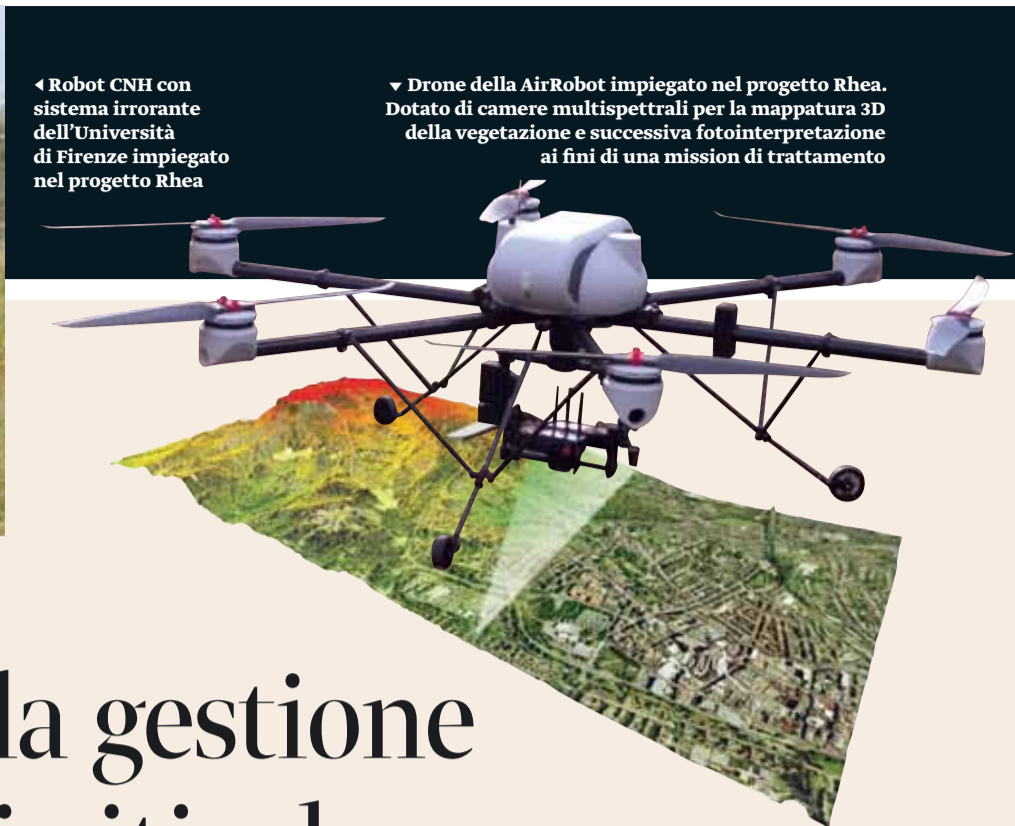 ◂ Robot CNH con
sistema irrorante
dell'Università
di Firenze impiegato
nel progetto Rhea
▾ Drone della AirRobot impiegato nel progetto Rhea.
Dotato di camere multispettrali per la mappatura 3D
della vegetazione e successiva fotointerpretazione
ai fini di una mission di trattamento
la gestione